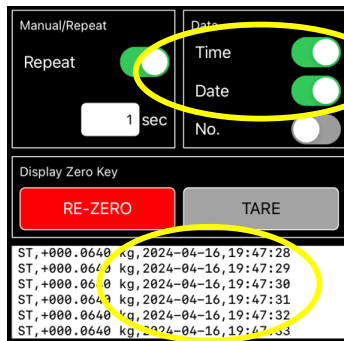 Manual/Repeat
Repeat
1 sec
Data
Time
Date
No.
Display Zero Key
RE-ZERO
TARE
ST,+000.0640 kg,2024-04-16,19:47:28
ST,+000.0640 kg,2024-04-16,19:47:29
ST,+000.0640 kg,2024-04-16,19:47:30
ST,+000.0640 kg,2024-04-16,19:47:31
ST,+000.0640 kg,2024-04-16,19:47:32
ST,+000.0640 kg,2024-04-16,19:47:33